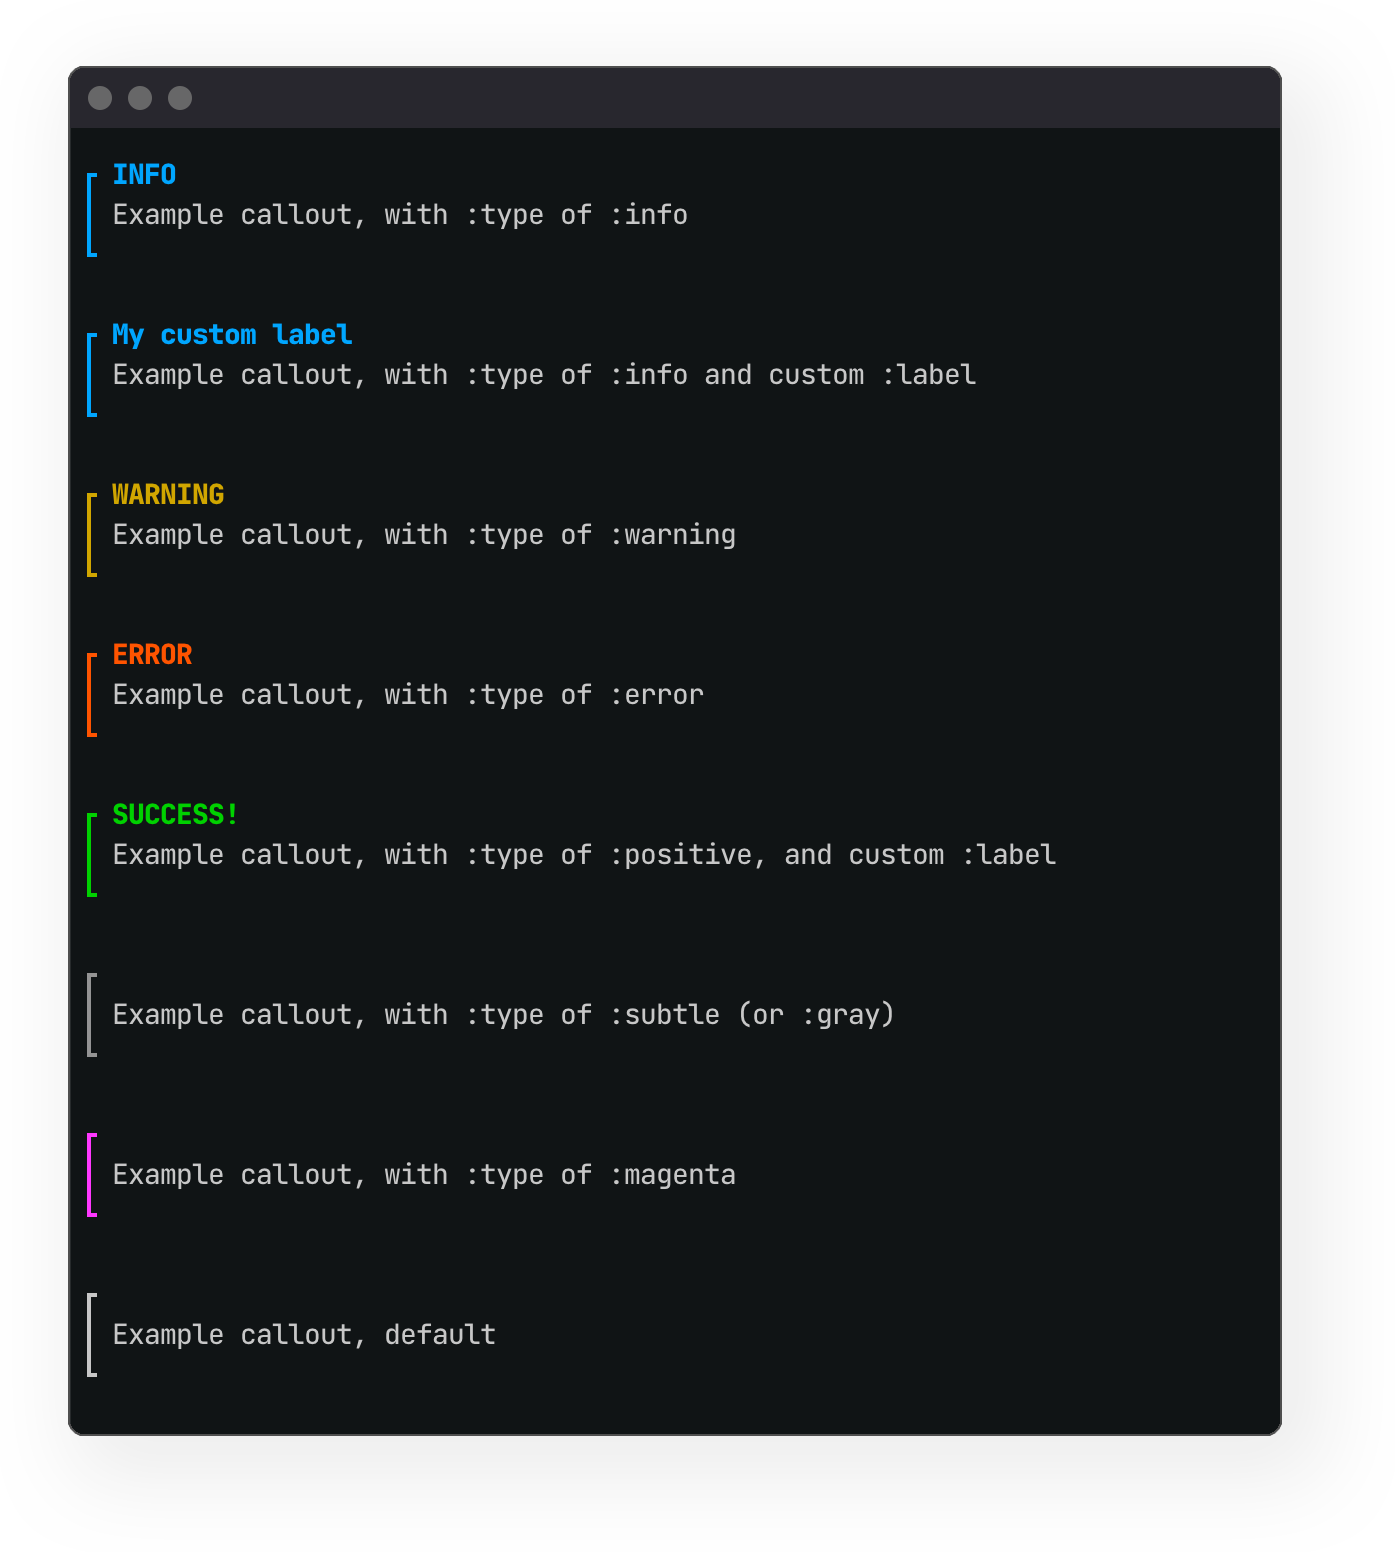 INFO
Example callout, with :type of :info
My custom label
Example callout, with :type of :info and custom :label
WARNING
Example callout, with :type of :warning
ERROR
Example callout, with :type of :error
SUCCESS!
Example callout, with :type of :positive, and custom :label
Example callout, with :type of :subtle (or :gray)
Example callout, with :type of :magenta
Example callout, default